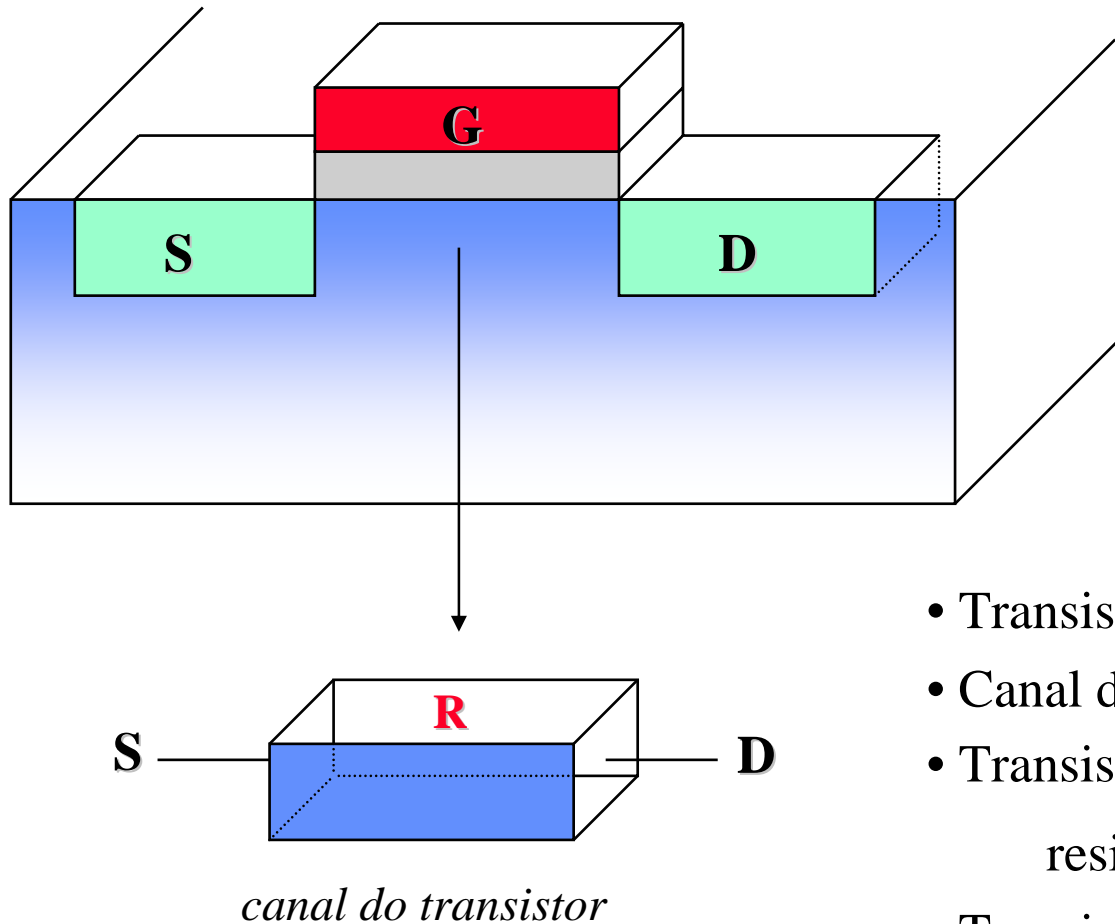 G
S
D
R
S
D
canal do transistor
• Transis
• Canal d
• Transis
resi